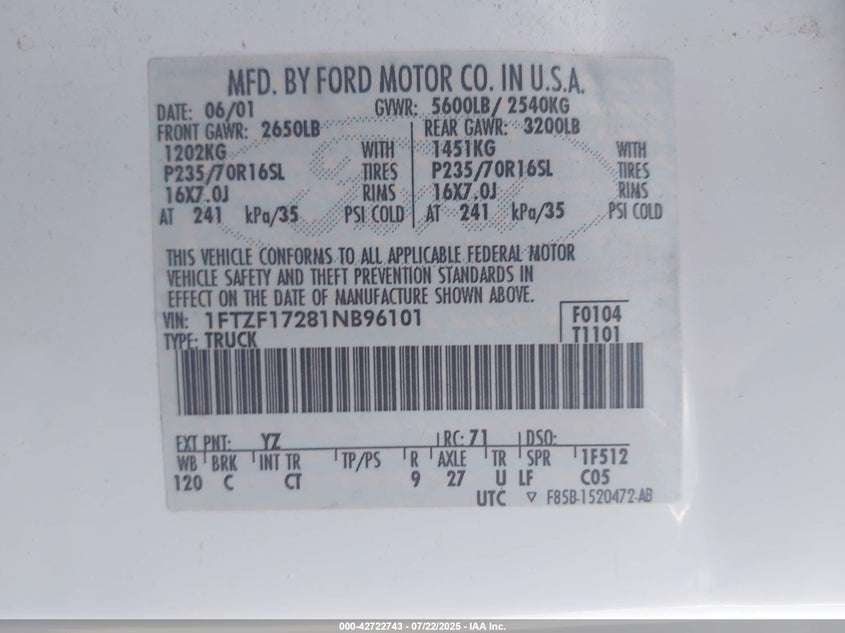 MFD. BY FORD MOTOR CO. IN U.S.A.
DATE: 06/01 GVWR: 5600LB/ 2540KG
FRONT GAWR: 2650LB REAR GAWR: 3200LB
1202KG WITH 1451KG WITH
P235/70R16SL TIRES P235/70R16SL TIRES
16X7.0J RIMS 16X7.0J RIMS
AT 241 kPa/35 PSI COLD AT 241 kPa/35 PSI COLD
THIS VEHICLE CONFORMS TO ALL APPLICABLE FEDERAL MOTOR
VEHICLE SAFETY AND THEFT PREVENTION STANDARDS IN
EFFECT ON THE DATE OF MANUFACTURE SHOWN ABOVE.
VIN: 1FTZF17281NB96101 F0104
TYPE: TRUCK T1101
EXT PNT: YZ RC: 71 DSO:
WB BRK INT TR TP/PS R AXLE TR SPR 1F512
120 C CT 9 27 U LF C05
UTC ▽ F85B-1520472-AB
000-42722743 - 07/22/2025 - IAA Inc.